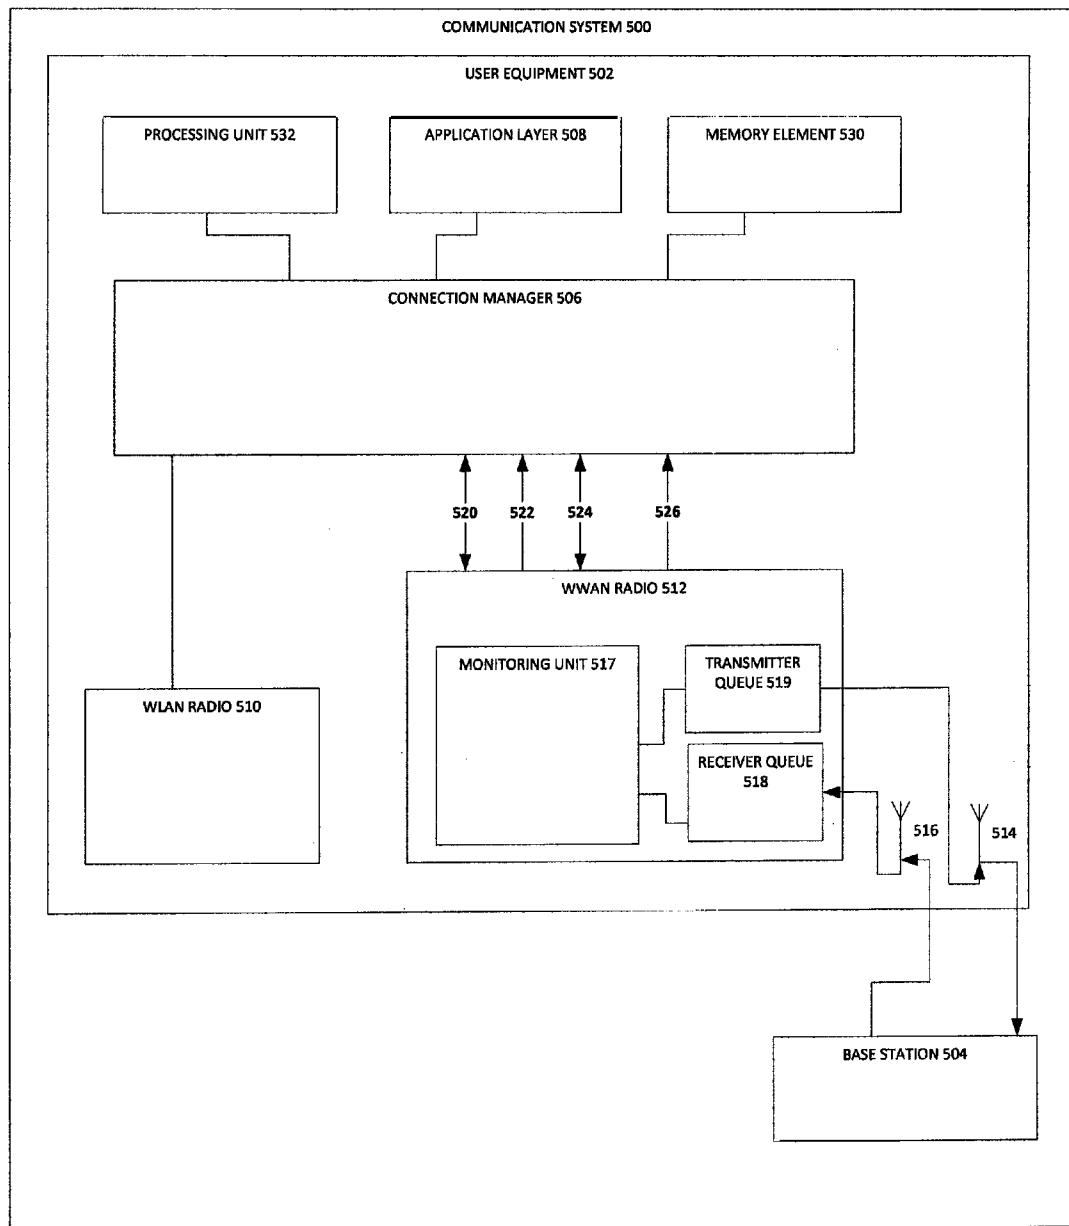 COMMUNICATION SYSTEM 500
USER EQUIPMENT 502
PROCESSING UNIT 532
APPLICATION LAYER 508
MEMORY ELEMENT 530
CONNECTION MANAGER 506
520
522
524
526
WWAN RADIO 512
MONITORING UNIT 517
TRANSMITTER
QUEUE 519
WLAN RADIO 510
RECEIVER QUEUE
518
516
514
BASE STATION 504